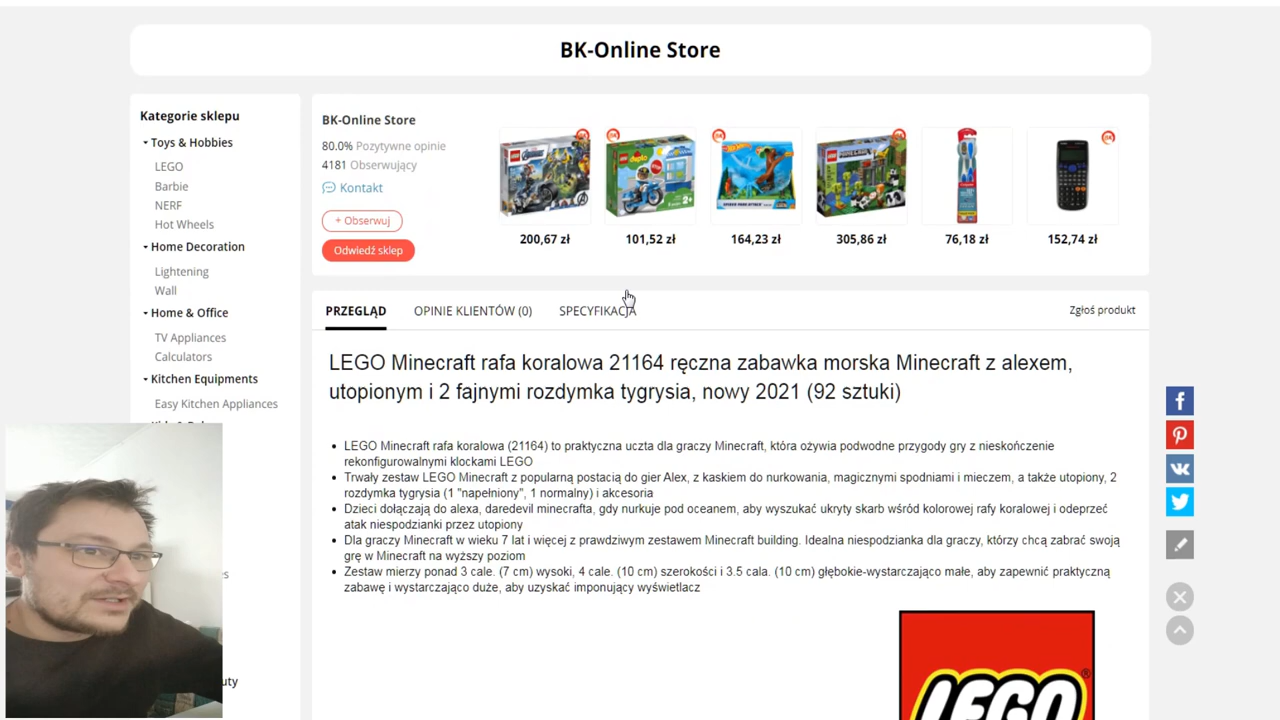 BK-Online Store
Kategorie sklepu
Toys & Hobbies
LEGO
Barbie
NERF
Hot Wheels
Home Decoration
Lightening
Wall
Home & Office
TV Appliances
Calculators
Kitchen Equipments
Easy Kitchen Appliances
BK-Online Store
80.0% Pozytywne opinie
4181 Obserwujący
Kontakt
+ Obserwuj
Odwiedź sklep
200,67 zł
101,52 zł
164,23 zł
305,86 zł
76,18 zł
152,74 zł
PRZEGLĄD
OPINIE KLIENTÓW (0)
SPECYFIKACJA
Zgłoś produkt
LEGO Minecraft rafa koralowa 21164 ręczna zabawka morska Minecraft z alexem,
utopionym i 2 fajnymi rozdymka tygrysia, nowy 2021 (92 sztuki)
LEGO Minecraft rafa koralowa (21164) to praktyczna uczta dla graczy Minecraft, która ożywia podwodne przygody gry z nieskończenie
rekonfigurowalnymi klockami LEGO
Trwały zestaw LEGO Minecraft z popularną postacią do gier Alex, z kaskiem do nurkowania, magicznymi spodniami i mieczem, a także utopiony, 2
rozdymka tygrysia (1 "napełniony", 1 normalny) i akcesoria
Dzieci dołączają do alexa, daredevil minecrafta, gdy nurkuje pod oceanem, aby wyszukać ukryty skarb wśród kolorowej rafy koralowej i odeprzeć
atak niespodzianki przez utopiony
Dla graczy Minecraft w wieku 7 lat i więcej z prawdziwym zestawem Minecraft building. Idealna niespodzianka dla graczy, którzy chcą zabrać swoją
grę w Minecraft na wyższy poziom
Zestaw mierzy ponad 3 cale. (7 cm) wysoki, 4 cale. (10 cm) szerokości i 3.5 cala. (10 cm) głębokie-wystarczająco małe, aby zapewnić praktyczną
zabawę i wystarczająco duże, aby uzyskać imponujący wyświetlacz
LEGO